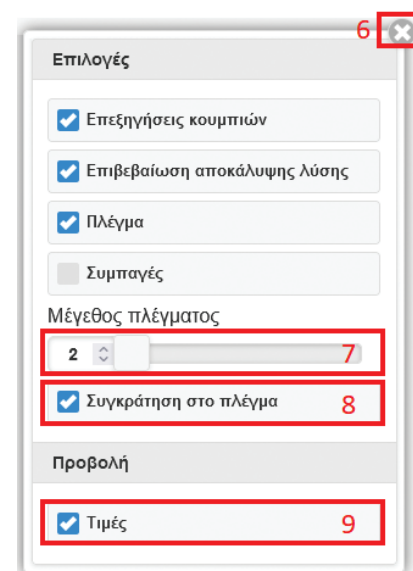 6
Επιλογές
Επεξηγήσεις κουμπιών
Επιβεβαίωση αποκάλυψης λύσης
Πλέγμα
Συμπαγές
Μέγεθος πλέγματος
2 7
Συγκράτηση στο πλέγμα 8
Προβολή
Τιμές 9